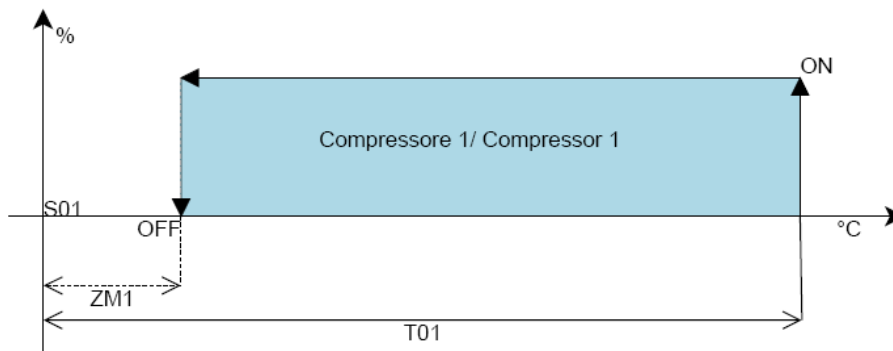 %
ON
Compressore 1/ Compressor 1
S01
OFF
°C
ZM1
T01